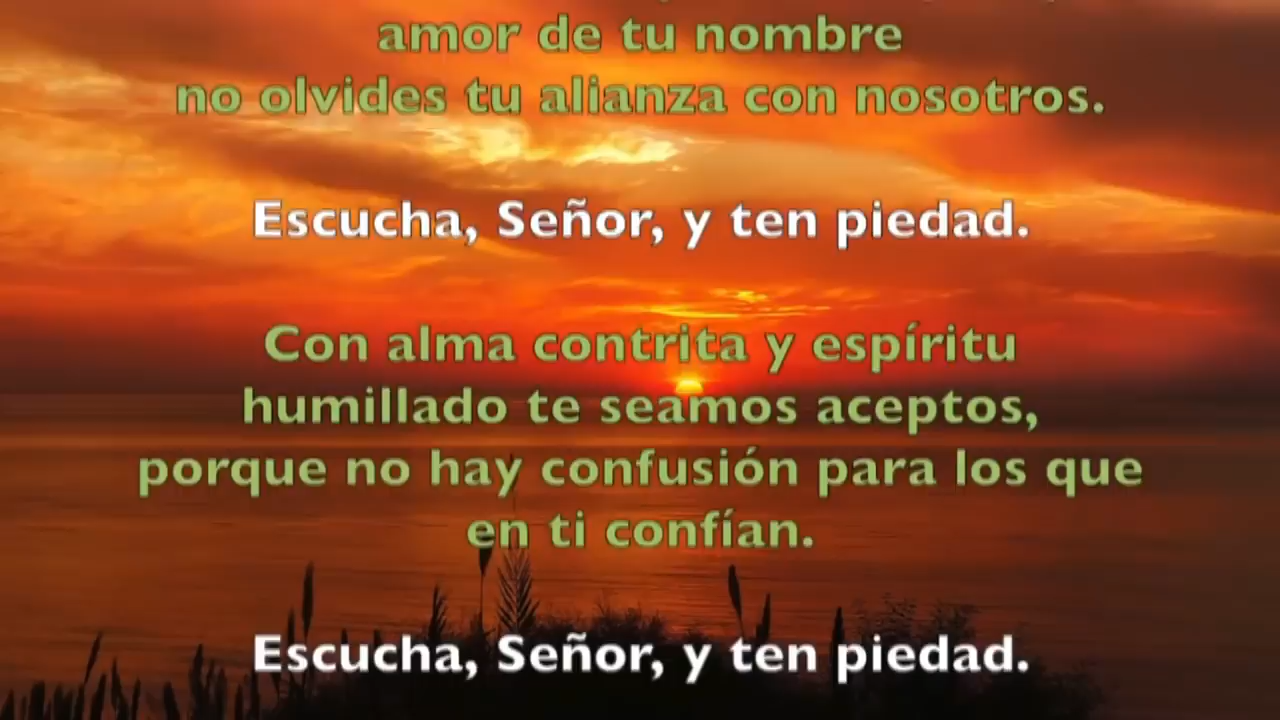 amor de tu nombre
no olvides tu alianza con nosotros.
Escucha, Señor, y ten piedad.
Con alma contrita y espíritu
humillado te seamos aceptos,
porque no hay confusión para los que
en ti confían.
Escucha, Señor, y ten piedad.